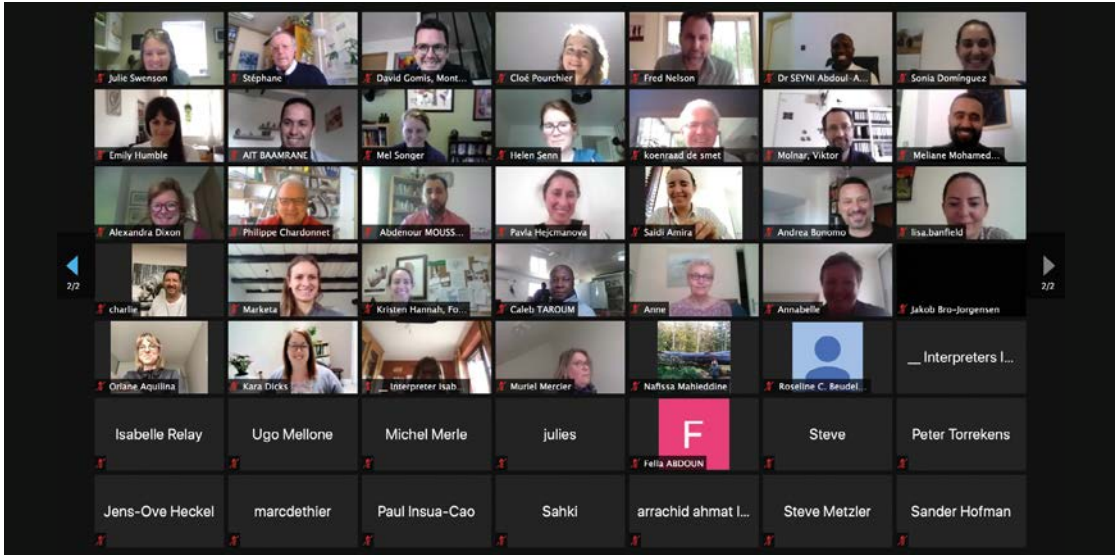 Julie Swenson
Stéphane
David Gomis, Mont...
Cloé Pourchier
Fred Nelson
Dr SEYNI Abdoul-A...
Sonia Domínguez
Emily Humble
AIT BAAMRANE
Mel Songer
Helen Senn
koenraad de smet
Molnar, Viktor
Meliane Mohamed...
Alexandra Dixon
Philippe Chardonnet
Abdenour MOUSS...
Pavla Hejcmanova
Saidi Amira
Andrea Bonomo
lisa.banfield
2/2
charlie
Marketa
Kristen Hannah, Fo...
Caleb TAROUM
Anne
Annabelle
Jakob Bro-Jorgensen
2/2
Oriane Aquilina
Kara Dicks
__ Interpreter Isab...
Muriel Mercier
Nafissa Mahieddine
Roseline C. Beudel...
__ Interpreters I...
Isabelle Relay
Ugo Mellone
Michel Merle
julies
F
Fella ABDOUN
Steve
Peter Torrekens
Jens-Ove Heckel
marcdethier
Paul Insua-Cao
Sahki
arrachid ahmat I...
Steve Metzler
Sander Hofman